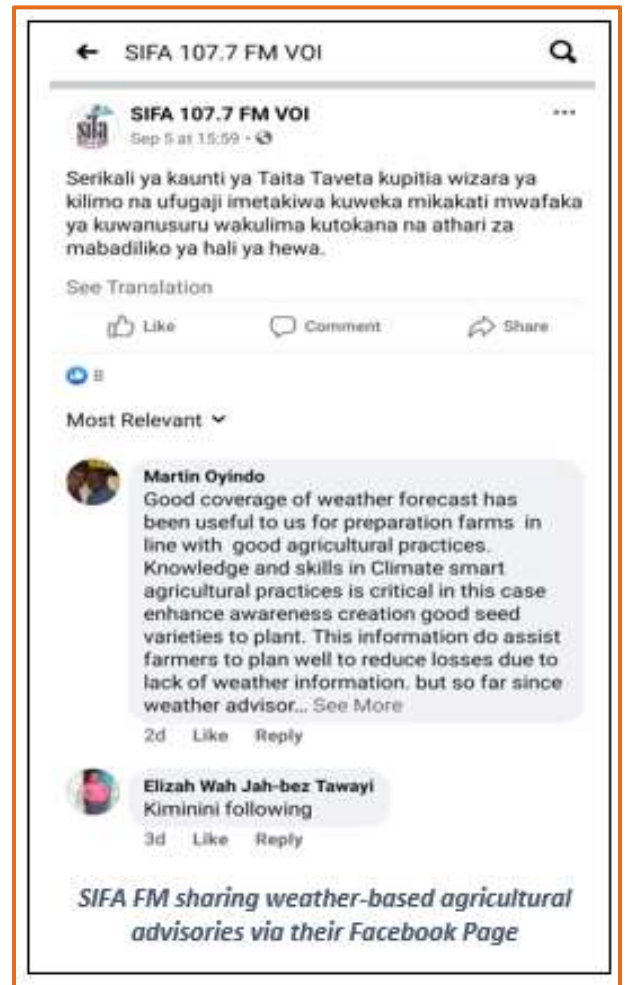 SIFA 107.7 FM VOI
sifa
SIFA 107.7 FM VOI
Sep 5 at 15:59 ·
Serikali ya kaunti ya Taita Taveta kupitia wizara ya
kilimo na ufugaji imetakiwa kuweka mikakati mwafaka
ya kuwanusuru wakulima kutokana na athari za
mabadiliko ya hali ya hewa.
See Translation
Like Comment Share
8
Most Relevant
Martin Oyindo
Good coverage of weather forecast has
been useful to us for preparation farms in
line with good agricultural practices.
Knowledge and skills in Climate smart
agricultural practices is critical in this case
enhance awareness creation good seed
varieties to plant. This information do assist
farmers to plan well to reduce losses due to
lack of weather information. but so far since
weather advisor... See More
2d Like Reply
Elizah Wah Jah-bez Tawayi
Kiminini following
3d Like Reply
SIFA FM sharing weather-based agricultural
advisories via their Facebook Page